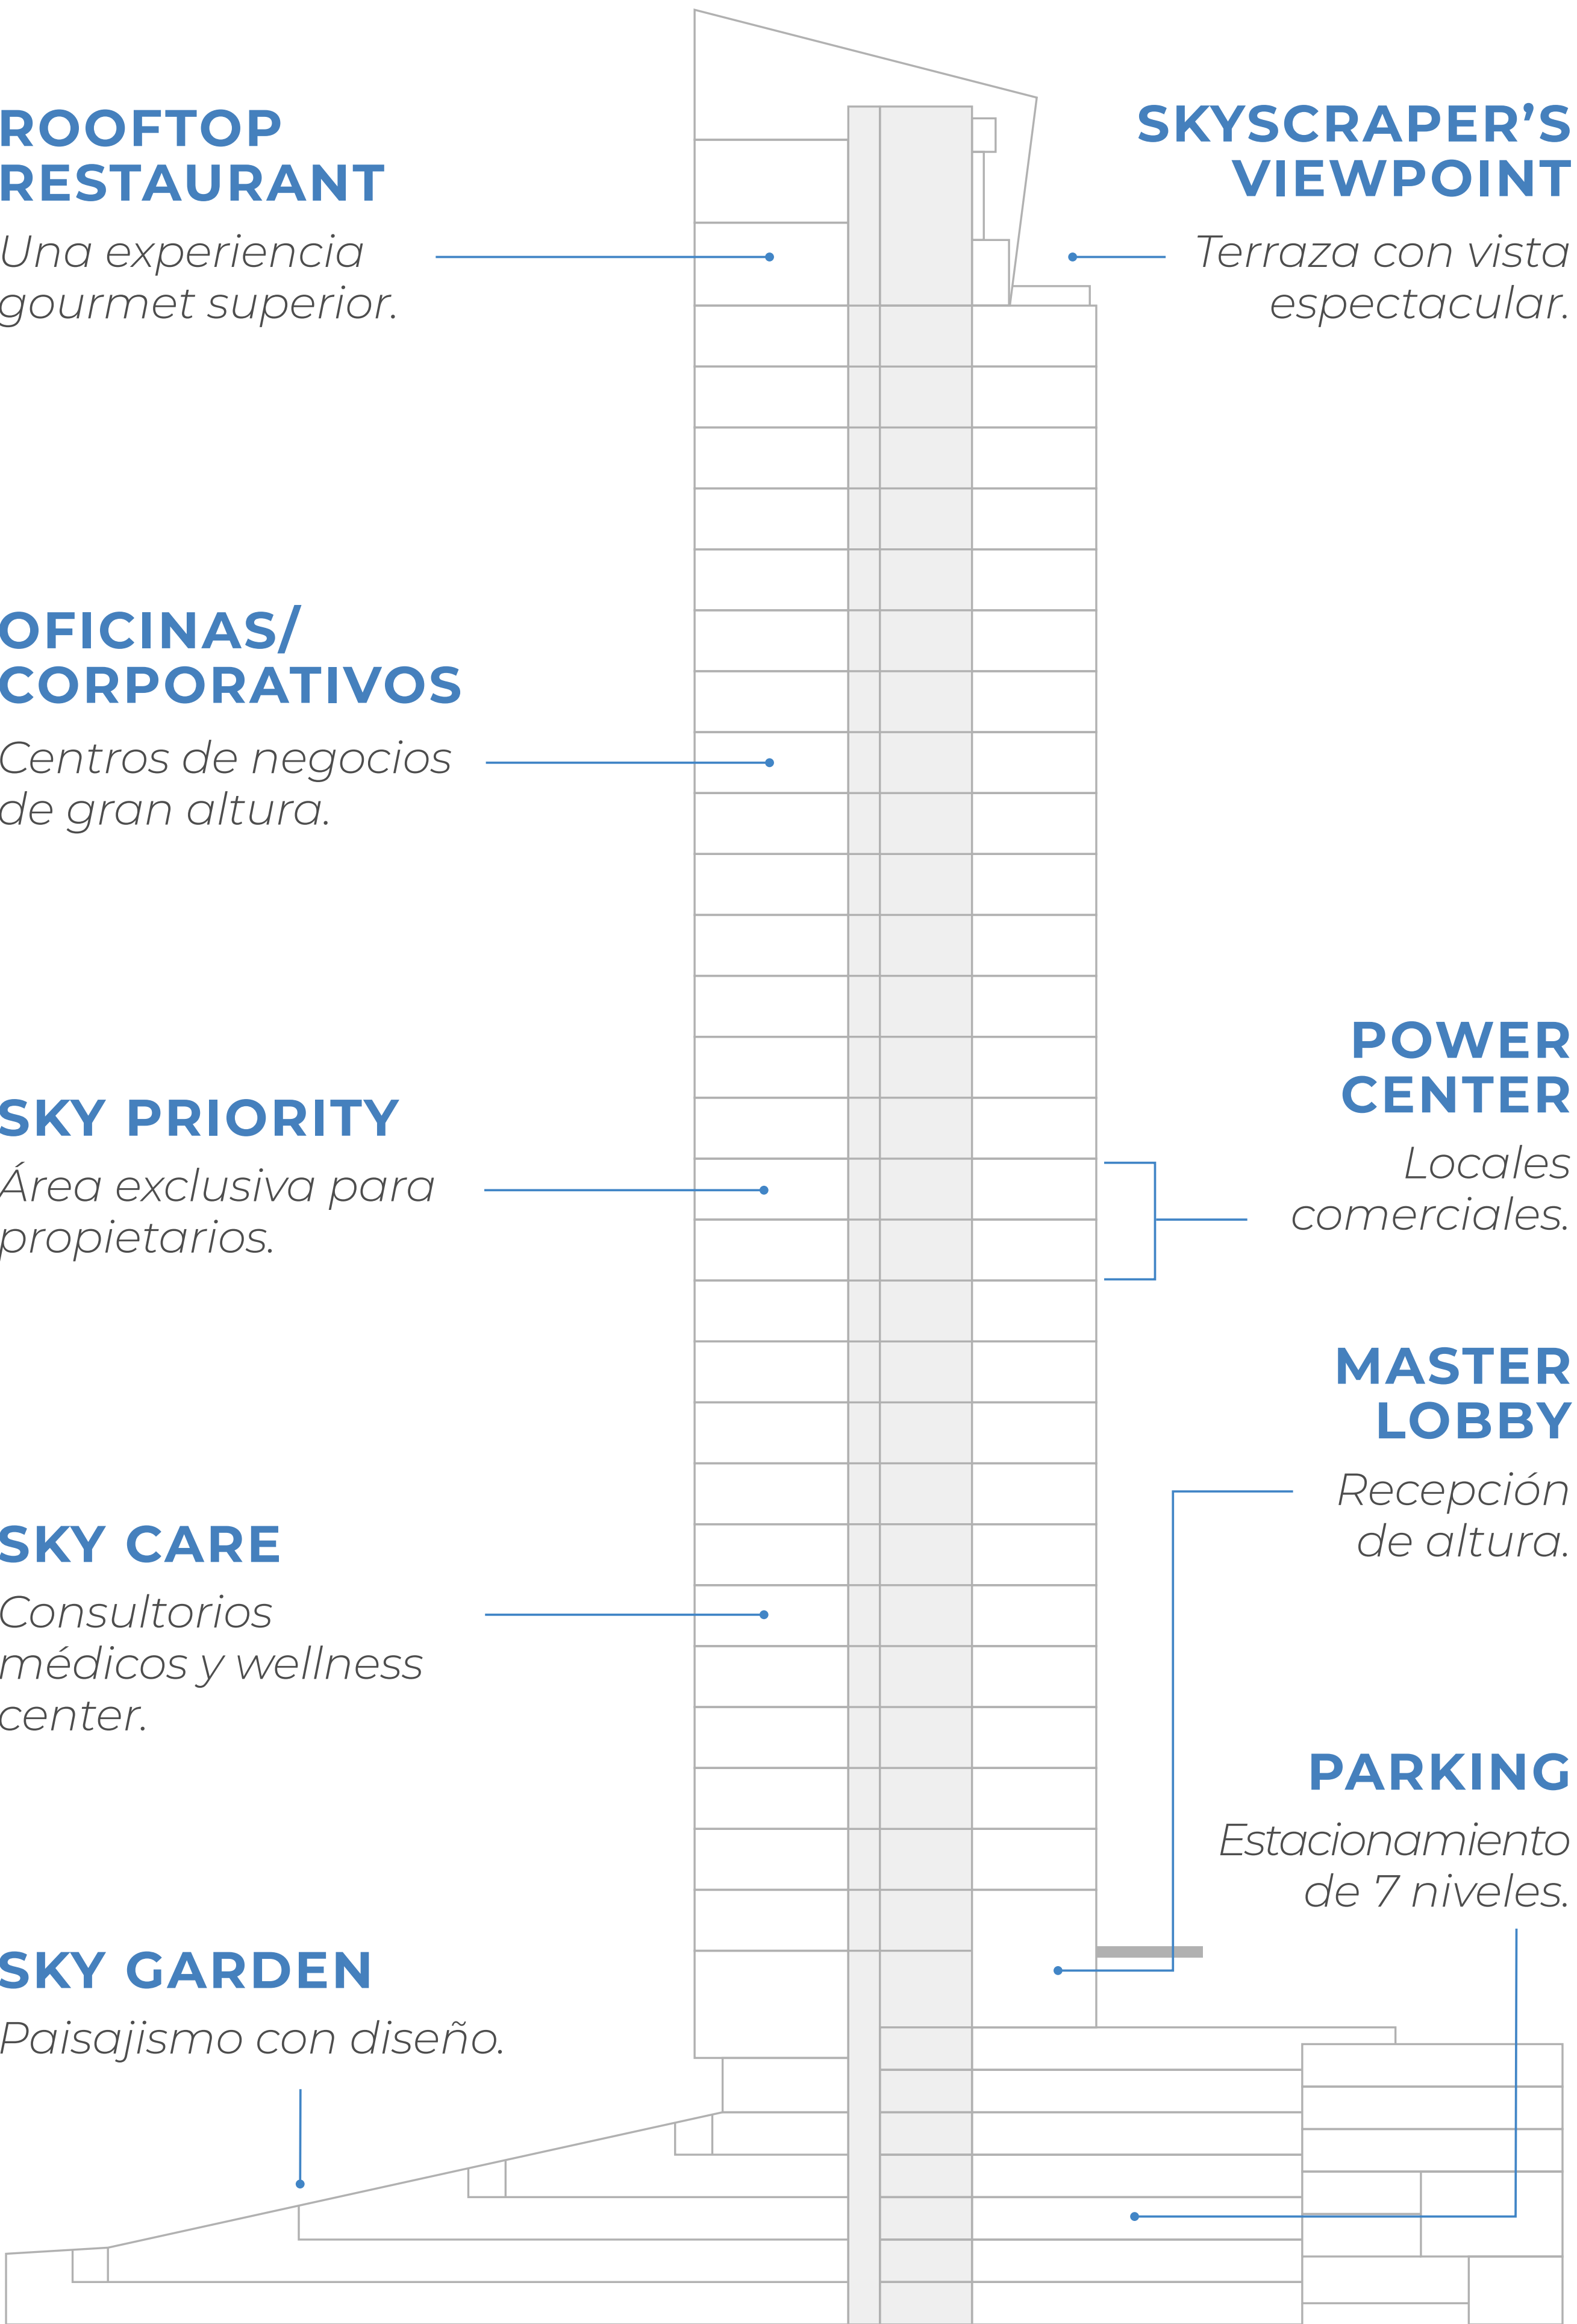 ROOFTOP
RESTAURANT
Una experiencia
gourmet superior.
SKYSCRAPER’S
VIEWPOINT
Terraza con vista
espectacular.
OFICINAS/
CORPORATIVOS
Centros de negocios
de gran altura.
POWER
CENTER
Locales
comerciales.
SKY PRIORITY
Área exclusiva para
propietarios.
MASTER
LOBBY
Recepción
de altura.
SKY CARE
Consultorios
médicos y wellness
center.
PARKING
Estacionamiento
de 7 niveles.
SKY GARDEN
Paisajismo con diseño.